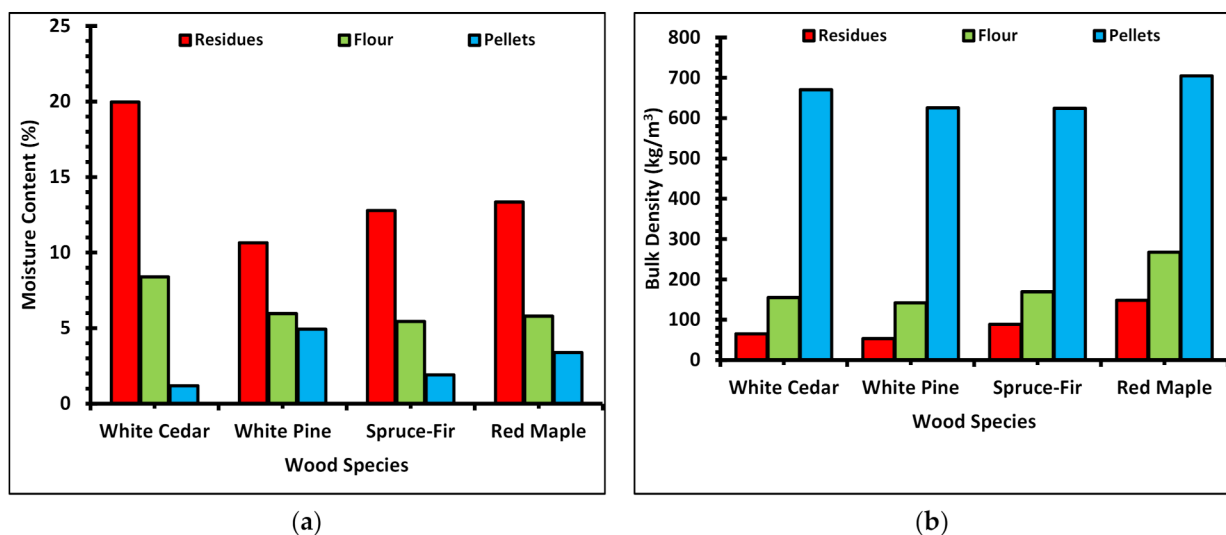 25
20
15
10
5
0
Moisture Content (%)
Residues Flour Pellets
White Cedar White Pine Spruce-Fir Red Maple
Wood Species
(a)
800
700
600
500
400
300
200
100
0
Bulk Density (kg/m³)
Residues Flour Pellets
White Cedar White Pine Spruce-Fir Red Maple
Wood Species
(b)